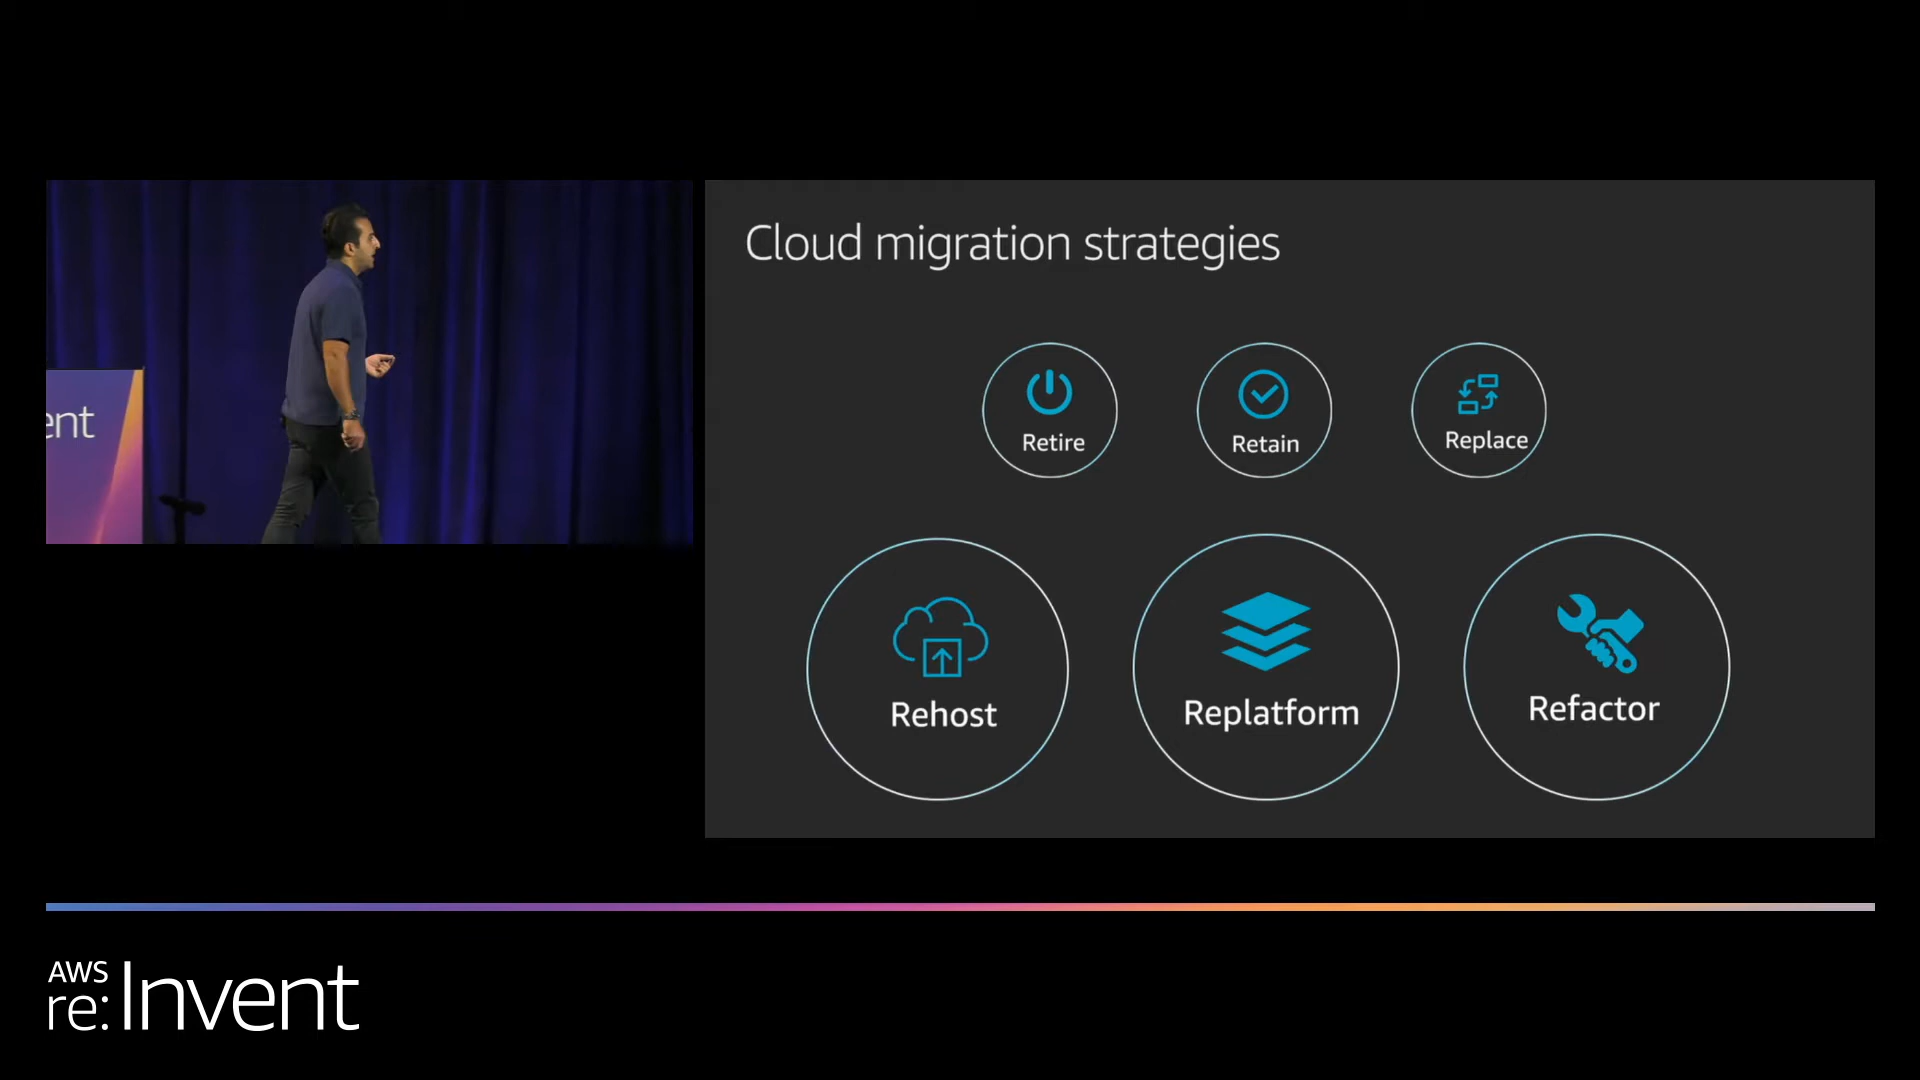 ent
Cloud migration strategies
Retire
Retain
Replace
Rehost
Replatform
Refactor
AWS
re:Invent